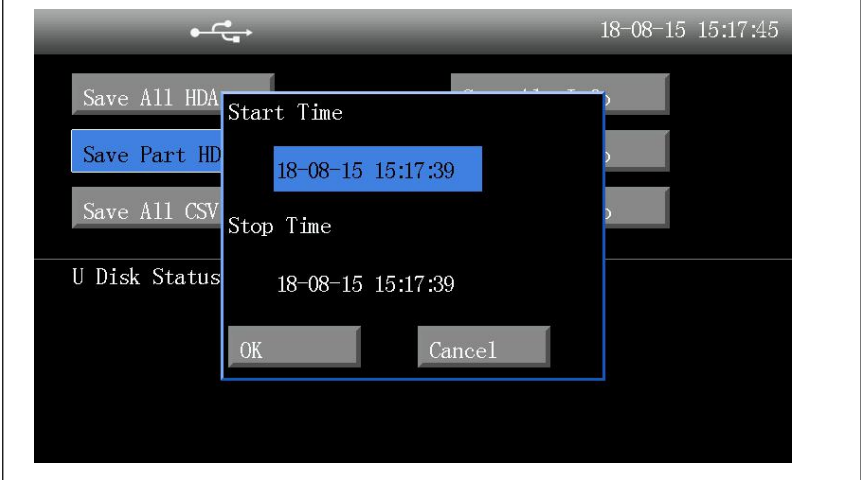 18-08-15 15:17:45
Save All HDA
Start Time
Save Part HD
18-08-15 15:17:39
Save All CSV
Stop Time
U Disk Status
18-08-15 15:17:39
OK
Cancel